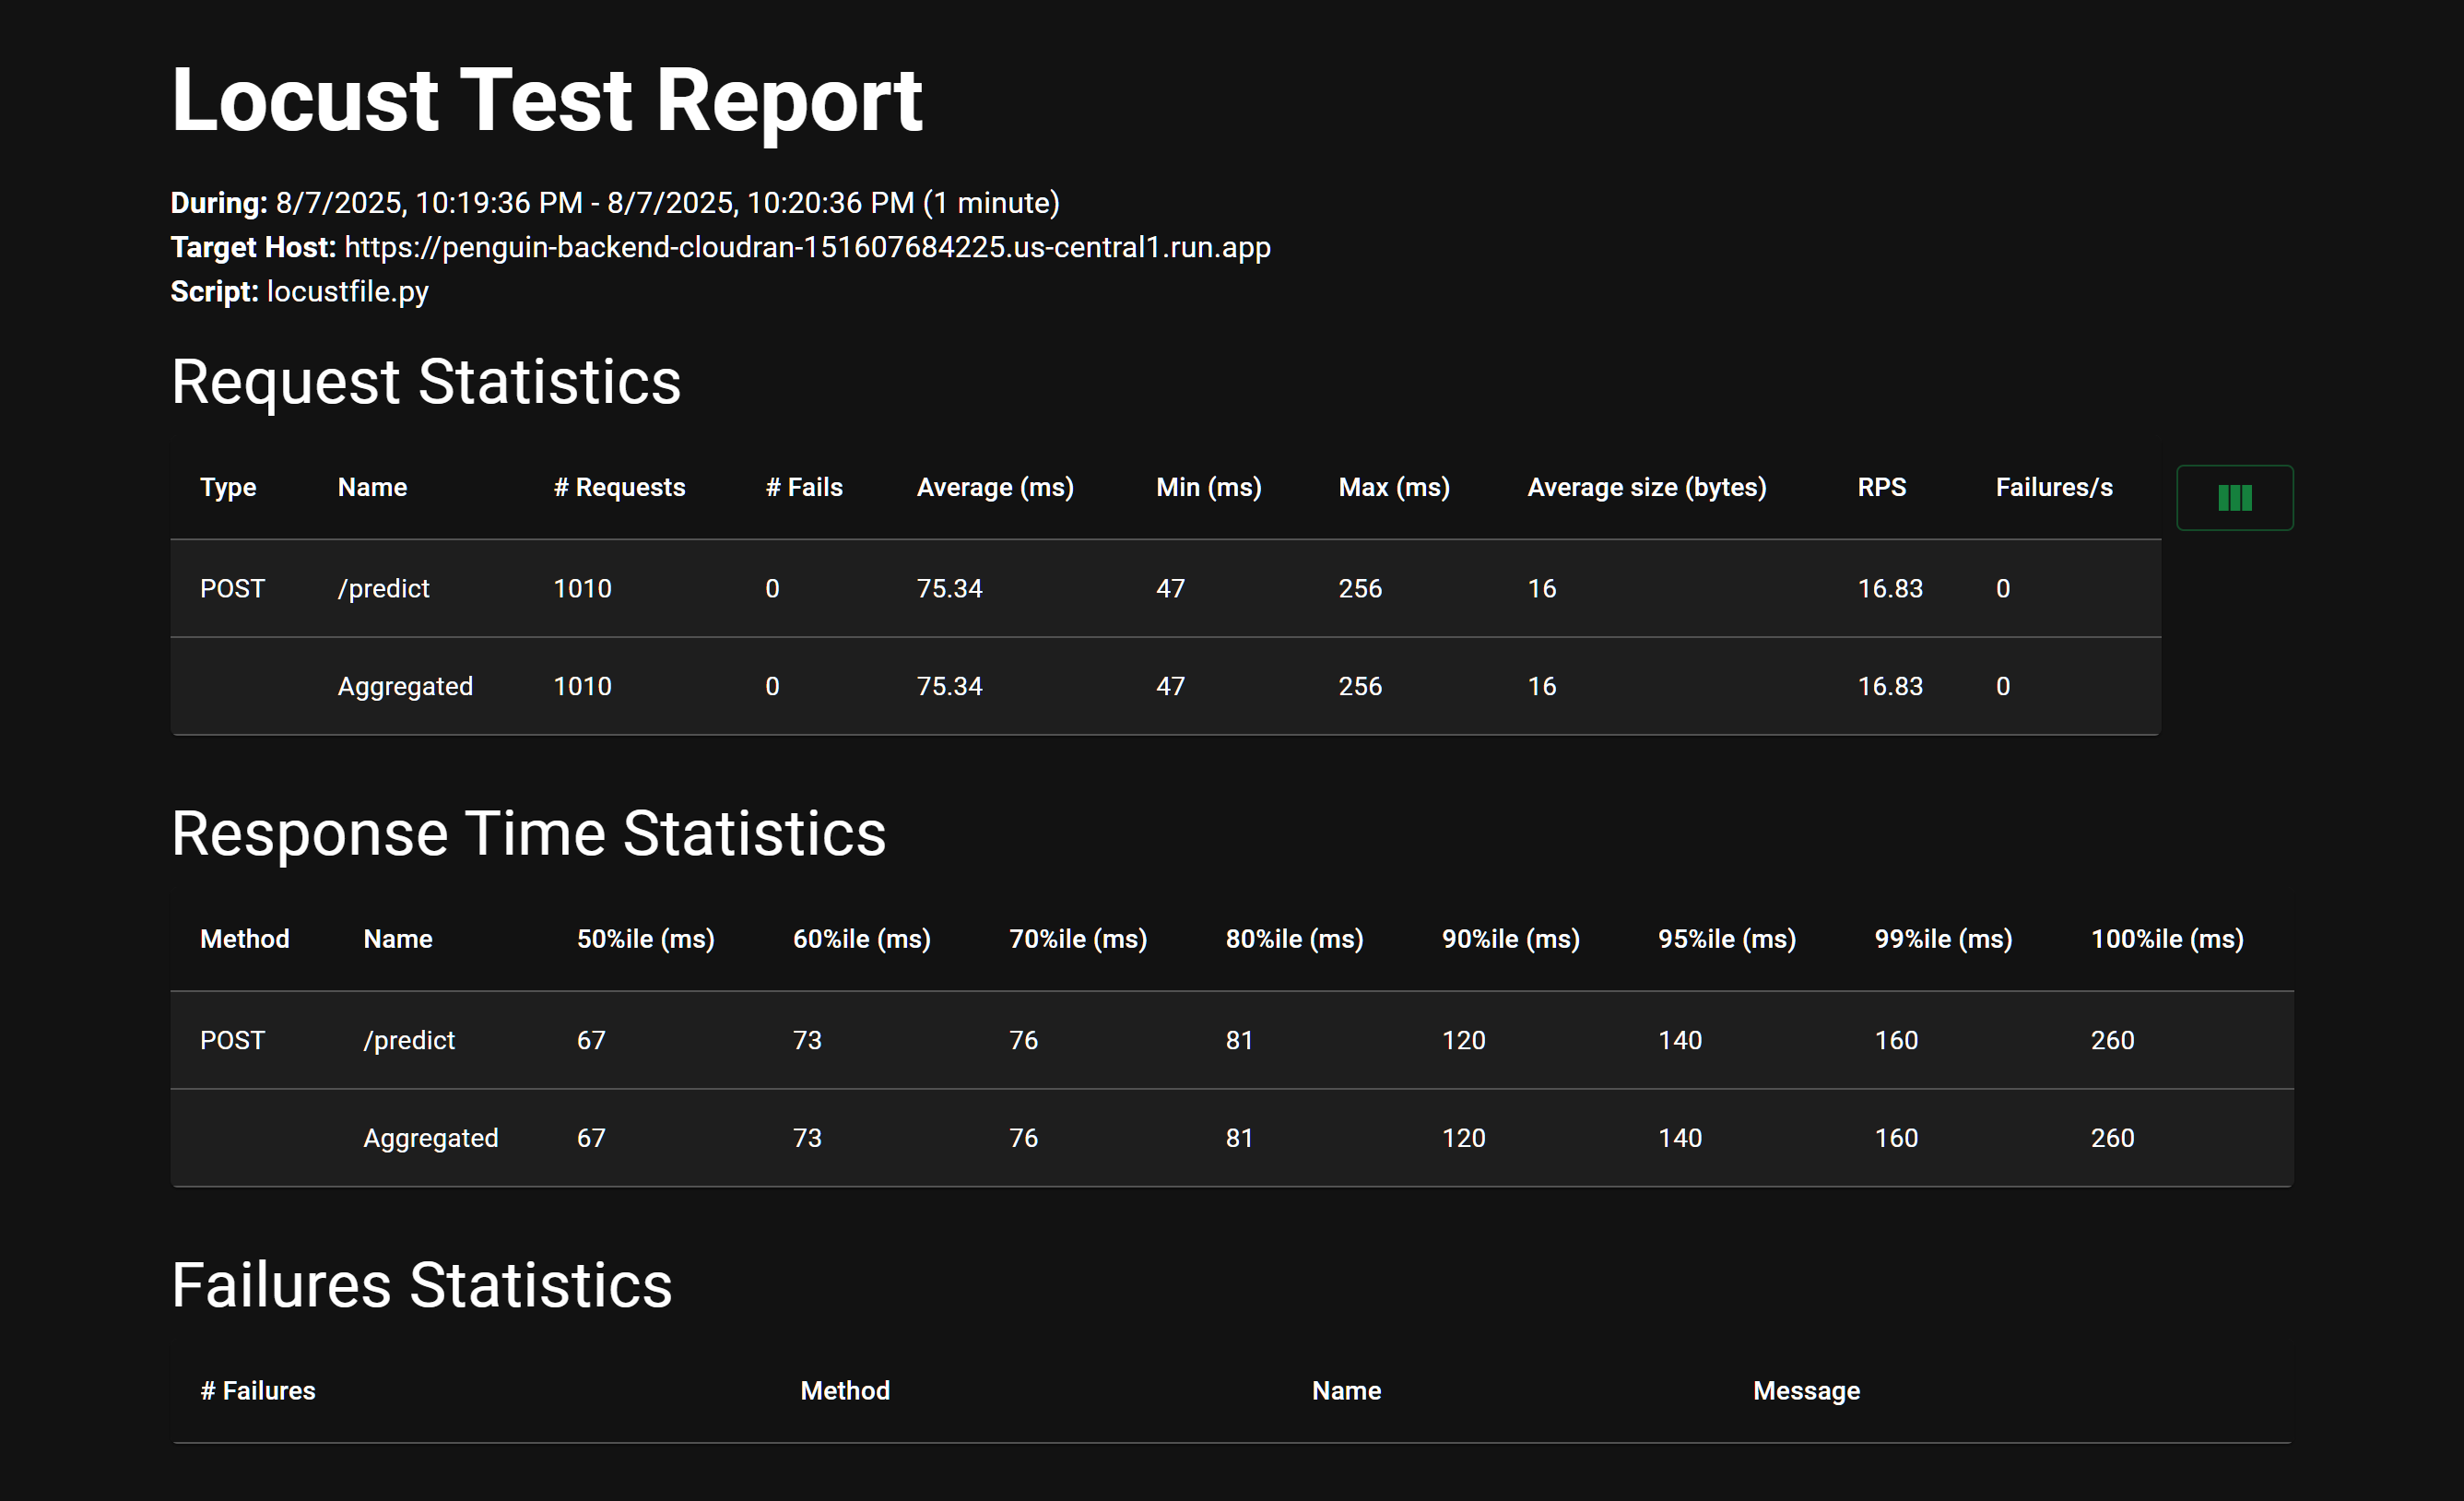 Locust Test Report
During: 8/7/2025, 10:19:36 PM - 8/7/2025, 10:20:36 PM (1 minute)
Target Host: https://penguin-backend-cloudran-151607684225.us-central1.run.app
Script: locustfile.py
Request Statistics
Type Name # Requests # Fails Average (ms) Min (ms) Max (ms) Average size (bytes) RPS Failures/s
POST /predict 1010 0 75.34 47 256 16 16.83 0
Aggregated 1010 0 75.34 47 256 16 16.83 0
Response Time Statistics
Method Name 50%ile (ms) 60%ile (ms) 70%ile (ms) 80%ile (ms) 90%ile (ms) 95%ile (ms) 99%ile (ms) 100%ile (ms)
POST /predict 67 73 76 81 120 140 160 260
Aggregated 67 73 76 81 120 140 160 260
Failures Statistics
# Failures Method Name Message